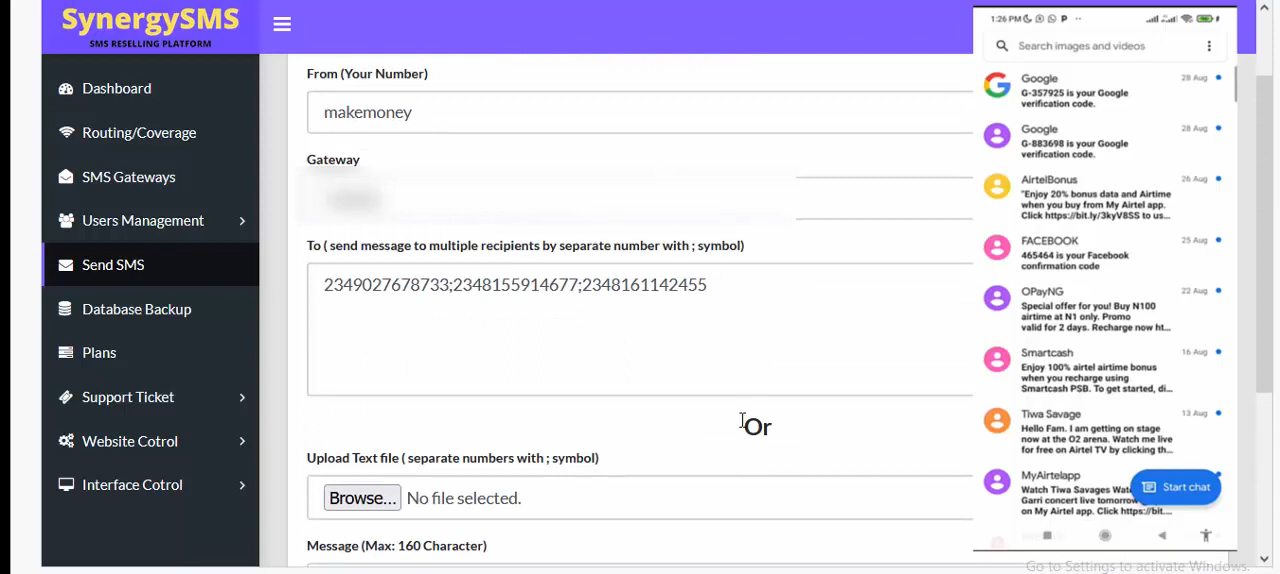 SynergySMS
SMS RESELLING PLATFORM
Dashboard
Routing/Coverage
SMS Gateways
Users Management
Send SMS
Database Backup
Plans
Support Ticket
Website Cotrol
Interface Cotrol
From (Your Number)
makemoney
Gateway
To ( send message to multiple recipients by separate number with ; symbol)
2349027678733;2348155914677;2348161142455
Or
Upload Text file ( separate numbers with ; symbol)
Browse... No file selected.
Message (Max: 160 Character)
1:26 PM
Search images and videos
Google 28 Aug
G-357925 is your Google
verification code.
Google 28 Aug
G-883698 is your Google
verification code.
AirtelBonus 26 Aug
"Enjoy 20% bonus data and Airtime
when you buy from My Airtel app.
Click https://bit.ly/3kyV8SS to us...
FACEBOOK 25 Aug
465464 is your Facebook
confirmation code
OPayNG 22 Aug
Special offer for you! Buy N100
airtime at N1 only. Promo
valid for 2 days. Recharge now ht...
Smartcash 16 Aug
Enjoy 100% airtel airtime bonus
when you recharge using
Smartcash PSB. To get started, di...
Tiwa Savage 13 Aug
Hello Fam. I am getting on stage
now at the O2 arena. Watch me live
for free on Airtel TV by clicking th...
MyAirtelapp
Watch Tiwa Savages Wat
Garri concert live tomorrow
on My Airtel app. Click https://bit....
Start chat
Go to Settings to activate Windows.